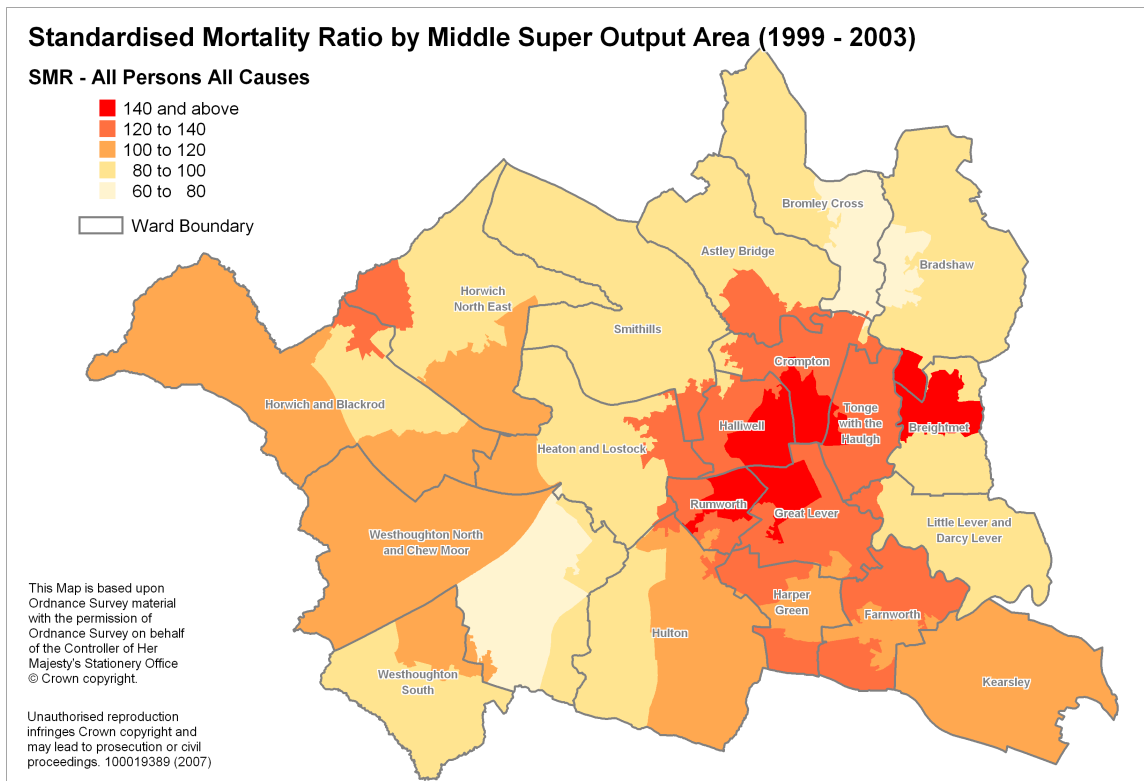 Standardised Mortality Ratio by Middle Super Output Area (1999 - 2003)
SMR - All Persons All Causes
140 and above
120 to 140
100 to 120
80 to 100
60 to 80
Ward Boundary
Bromley Cross
Astley Bridge
Bradshaw
Horwich
North East
Smithills
Crompton
Horwich and Blackrod
Tonge
with the
Haulgh
Halliwell
Breightmet
Heaton and Lostock
Rumworth
Great Lever
Westhoughton North
and Chew Moor
Little Lever and
Darcy Lever
Harper
Green
Farnworth
Hulton
Westhoughton
South
Kearsley
This Map is based upon
Ordnance Survey material
with the permission of
Ordnance Survey on behalf
of the Controller of Her
Majesty's Stationery Office
© Crown copyright.
Unauthorised reproduction
infringes Crown copyright and
may lead to prosecution or civil
proceedings. 100019389 (2007)